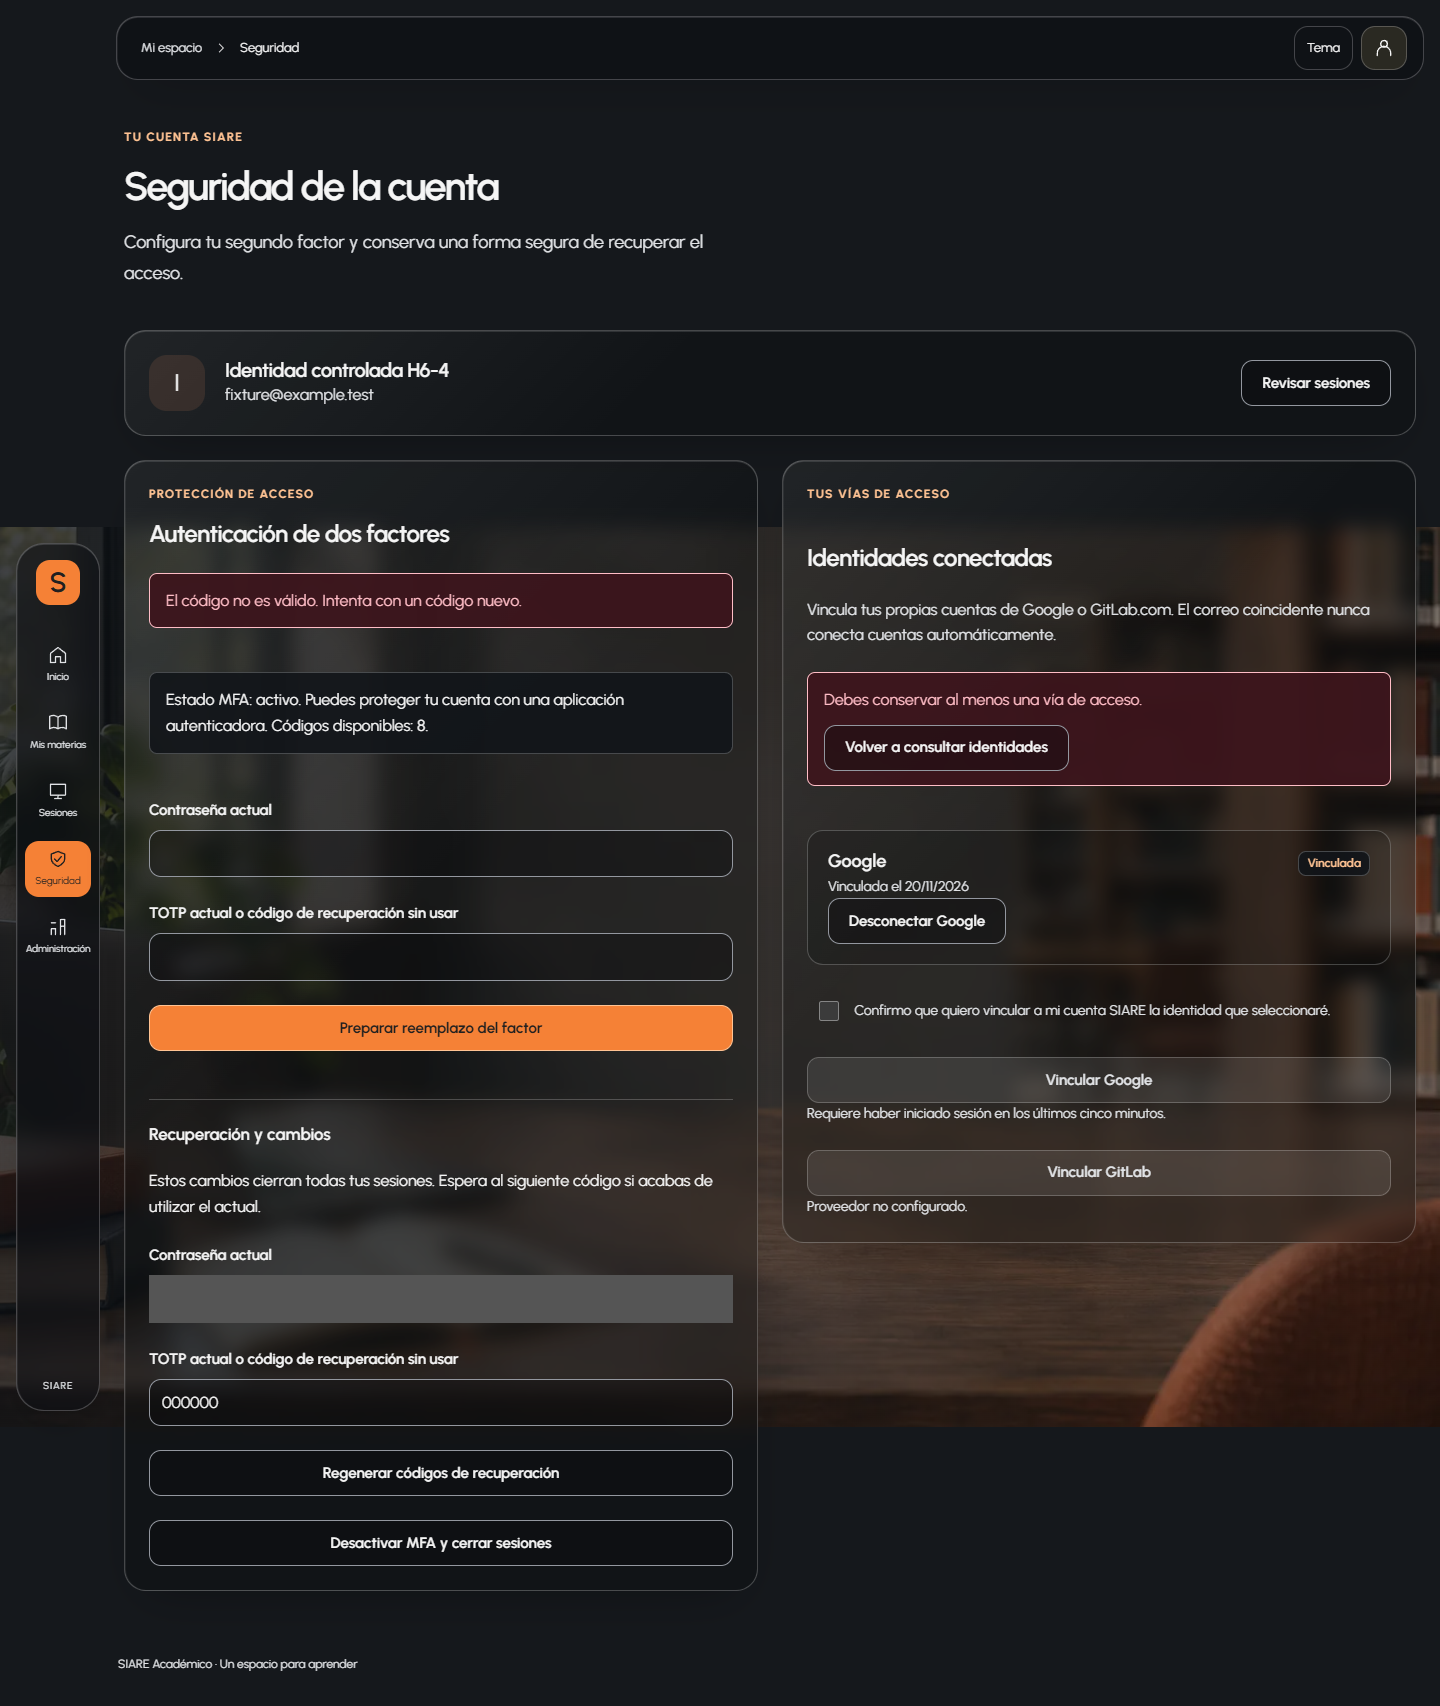 Mi espacio
Seguridad
Tema
TU CUENTA SIARE
Seguridad de la cuenta
Configura tu segundo factor y conserva una forma segura de recuperar el
acceso.
I
Identidad controlada H6-4
fixture@example.test
Revisar sesiones
S
Inicio
Mis materias
Sesiones
Seguridad
Administración
SIARE
PROTECCIÓN DE ACCESO
Autenticación de dos factores
El código no es válido. Intenta con un código nuevo.
Estado MFA: activo. Puedes proteger tu cuenta con una aplicación
autenticadora. Códigos disponibles: 8.
Contraseña actual
TOTP actual o código de recuperación sin usar
Preparar reemplazo del factor
Recuperación y cambios
Estos cambios cierran todas tus sesiones. Espera al siguiente código si acabas de
utilizar el actual.
Contraseña actual
TOTP actual o código de recuperación sin usar
000000
Regenerar códigos de recuperación
Desactivar MFA y cerrar sesiones
TUS VÍAS DE ACCESO
Identidades conectadas
Vincula tus propias cuentas de Google o GitLab.com. El correo coincidente nunca
conecta cuentas automáticamente.
Debes conservar al menos una vía de acceso.
Volver a consultar identidades
Google
Vinculada
Vinculada el 20/11/2026
Desconectar Google
Confirmo que quiero vincular a mi cuenta SIARE la identidad que seleccionaré.
Vincular Google
Requiere haber iniciado sesión en los últimos cinco minutos.
Vincular GitLab
Proveedor no configurado.
SIARE Académico · Un espacio para aprender